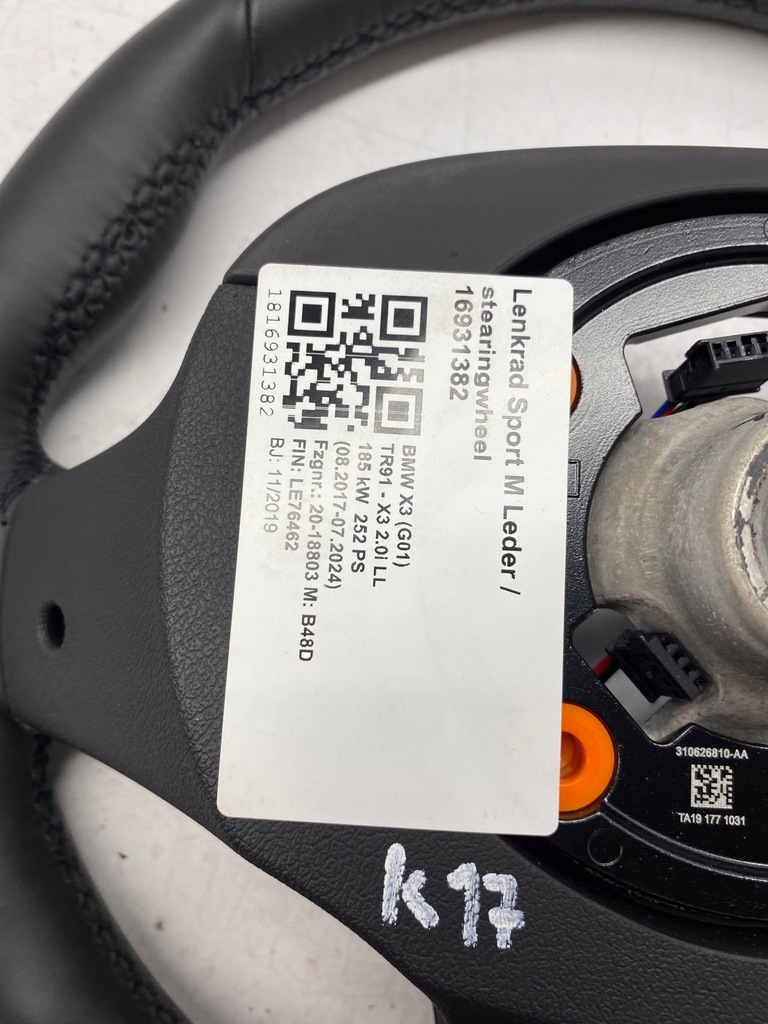 Lenkrad Sport M Leder /
stearingwheel
16931382
BMW X3 (G01)
TR91 - X3 2.0i LL
185 kW 252 PS
(08.2017-07.2024)
Fzgnr.: 20-18803 M: B48D
FIN: LE76462
BJ: 11/2019
1816931382
310626810-AA
TA19 177 1031
K17